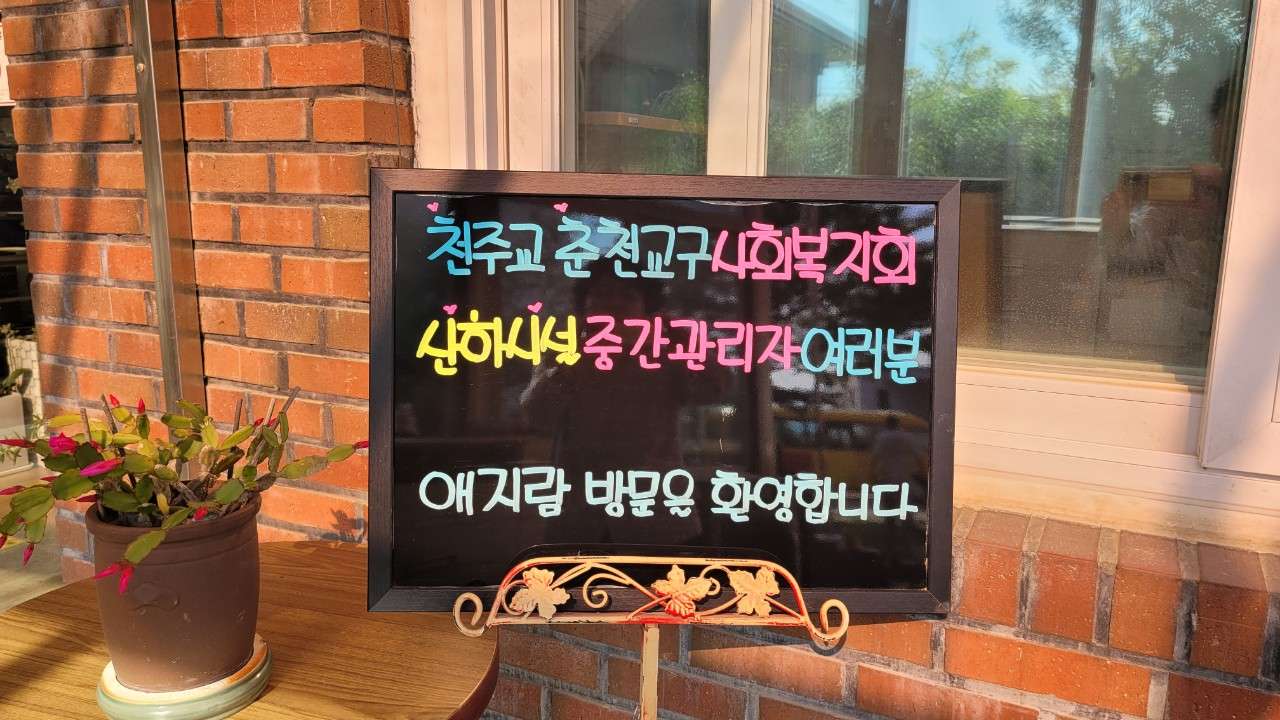 천주교 춘천교구 사회복지회
산하시설 중간관리자 여러분
애지람 방문을 환영합니다